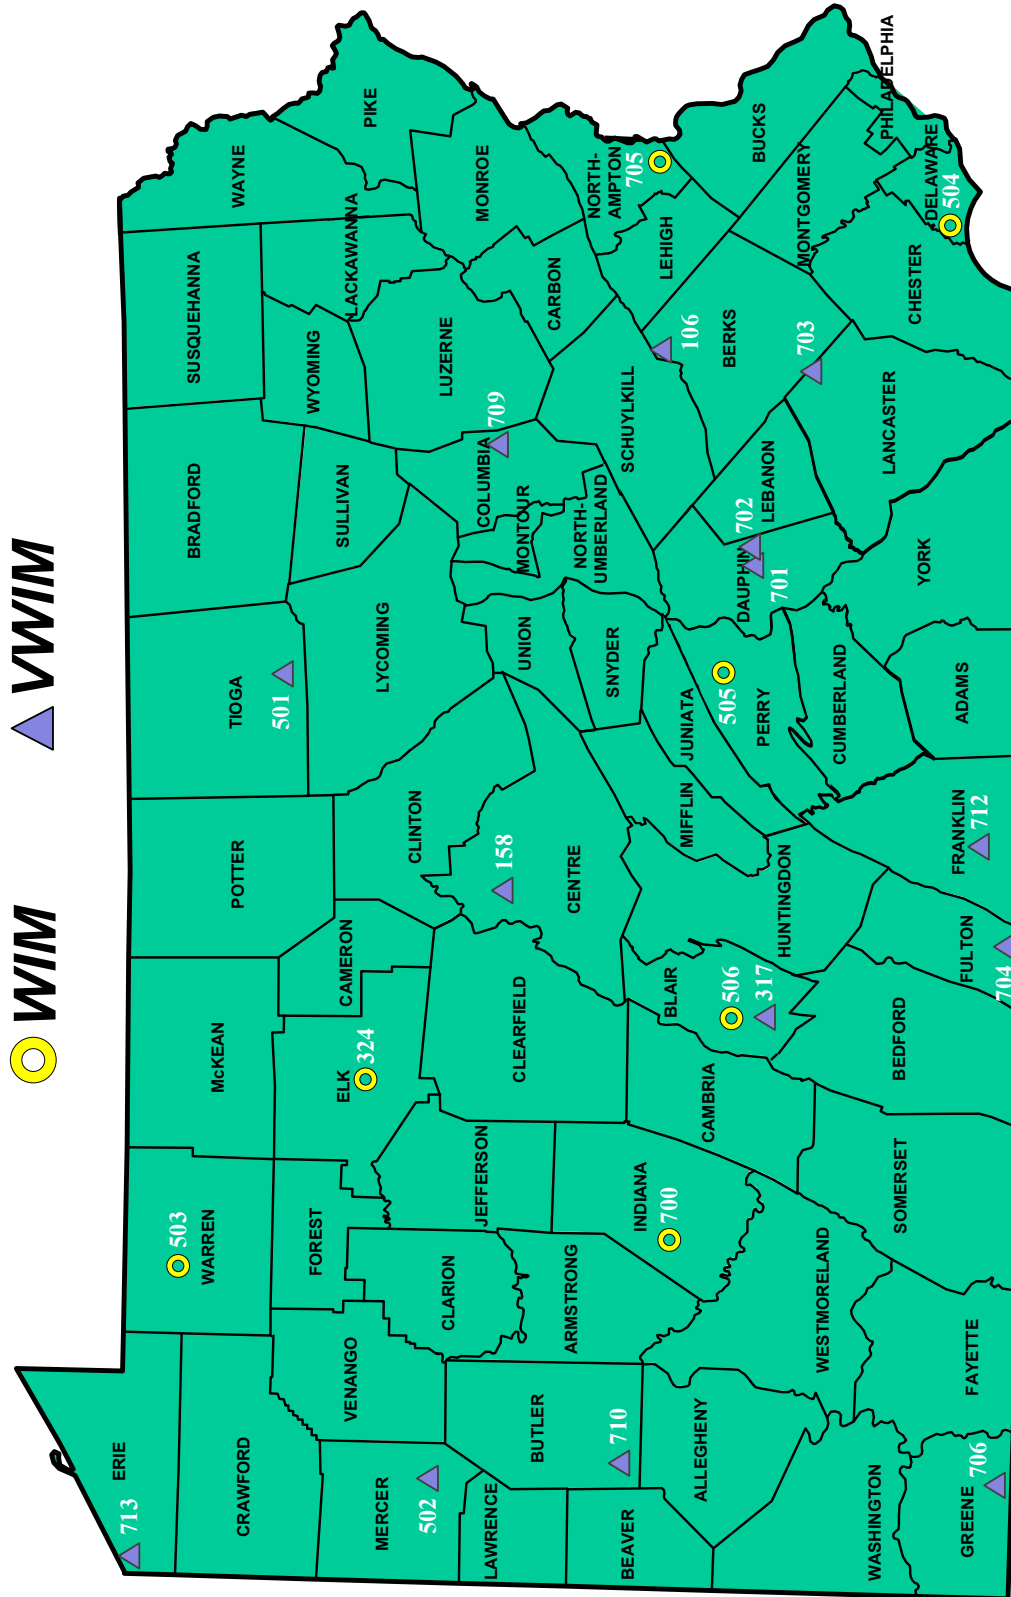 WIM
VWIM
ERIE
713
CRAWFORD
MERCER
502
LAWRENCE
BEAVER
WASHINGTON
GREENE
706
VENANGO
BUTLER
710
ALLEGHENY
FAYETTE
WARREN
503
FOREST
CLARION
ARMSTRONG
WESTMORELAND
JEFFERSON
INDIANA
700
SOMERSET
McKEAN
ELK
324
CLEARFIELD
CAMBRIA
BEDFORD
CAMERON
BLAIR
506
317
FULTON
704
POTTER
CLINTON
CENTRE
158
HUNTINGDON
MIFFLIN
FRANKLIN
712
TIOGA
501
LYCOMING
UNION
SNYDER
JUNIATA
505
PERRY
CUMBERLAND
ADAMS
BRADFORD
SULLIVAN
COLUMBIA
709
MONTOUR
NORTH-
UMBERLAND
DAUPHIN
701
702
LEBANON
YORK
SUSQUEHANNA
WYOMING
LUZERNE
SCHUYLKILL
106
BERKS
703
LANCASTER
WAYNE
LACKAWANNA
CARBON
LEHIGH
MONTGOMERY
CHESTER
PIKE
MONROE
NORTH-
AMPTON
705
BUCKS
PHILADELPHIA
DELAWARE
504